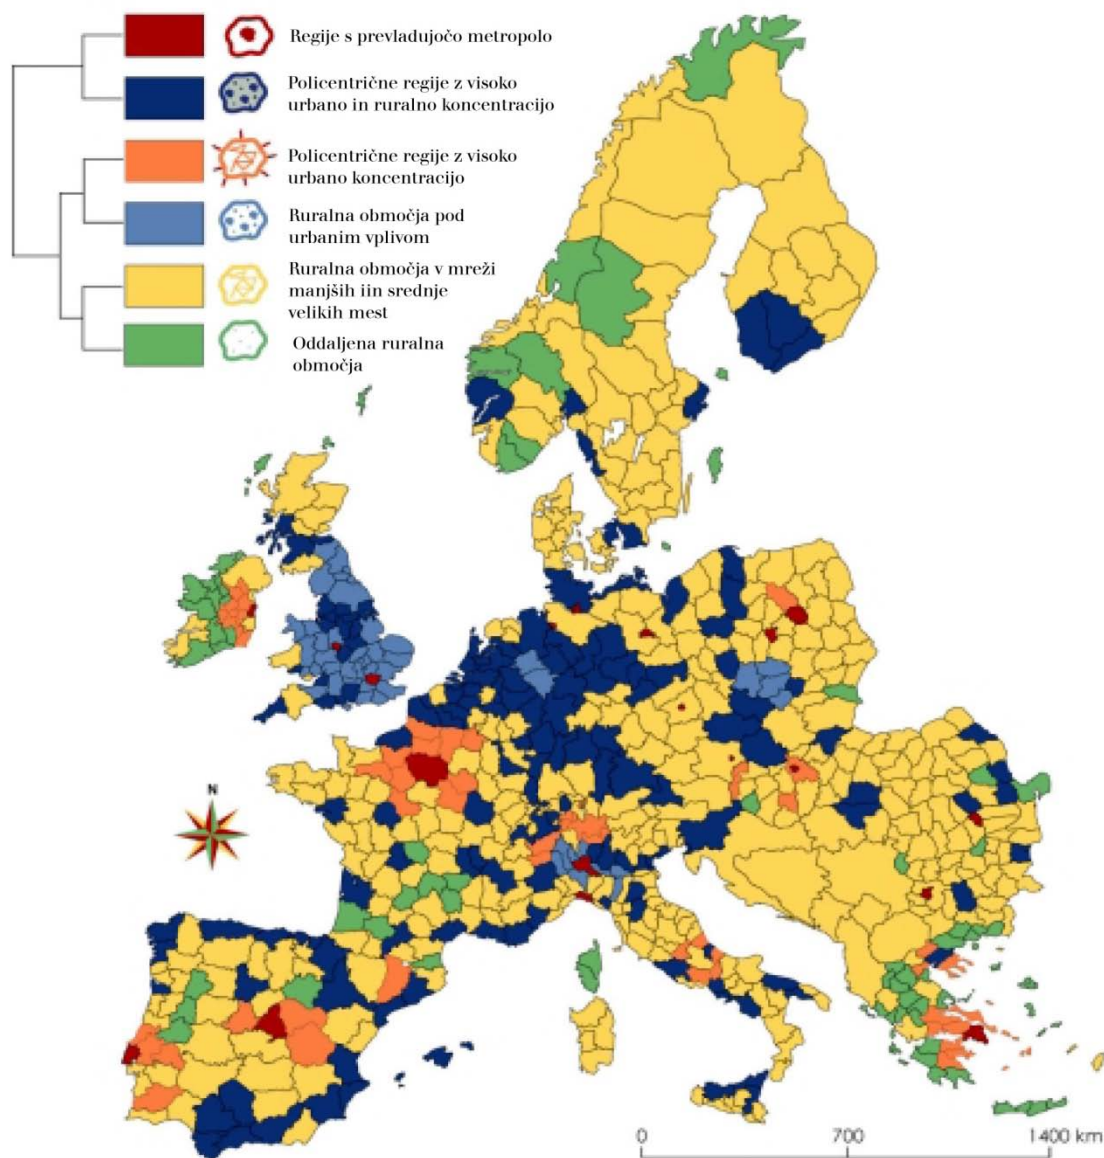 Regije s prevladujočo metropolo
Policentrične regije z visoko
urbano in ruralno koncentracijo
Policentrične regije z visoko
urbano koncentracijo
Ruralna območja pod
urbanim vplivom
Ruralna območja v mreži
manjših iin srednje
velikih mest
Oddaljena ruralna
območja
N
0 700 1400 km